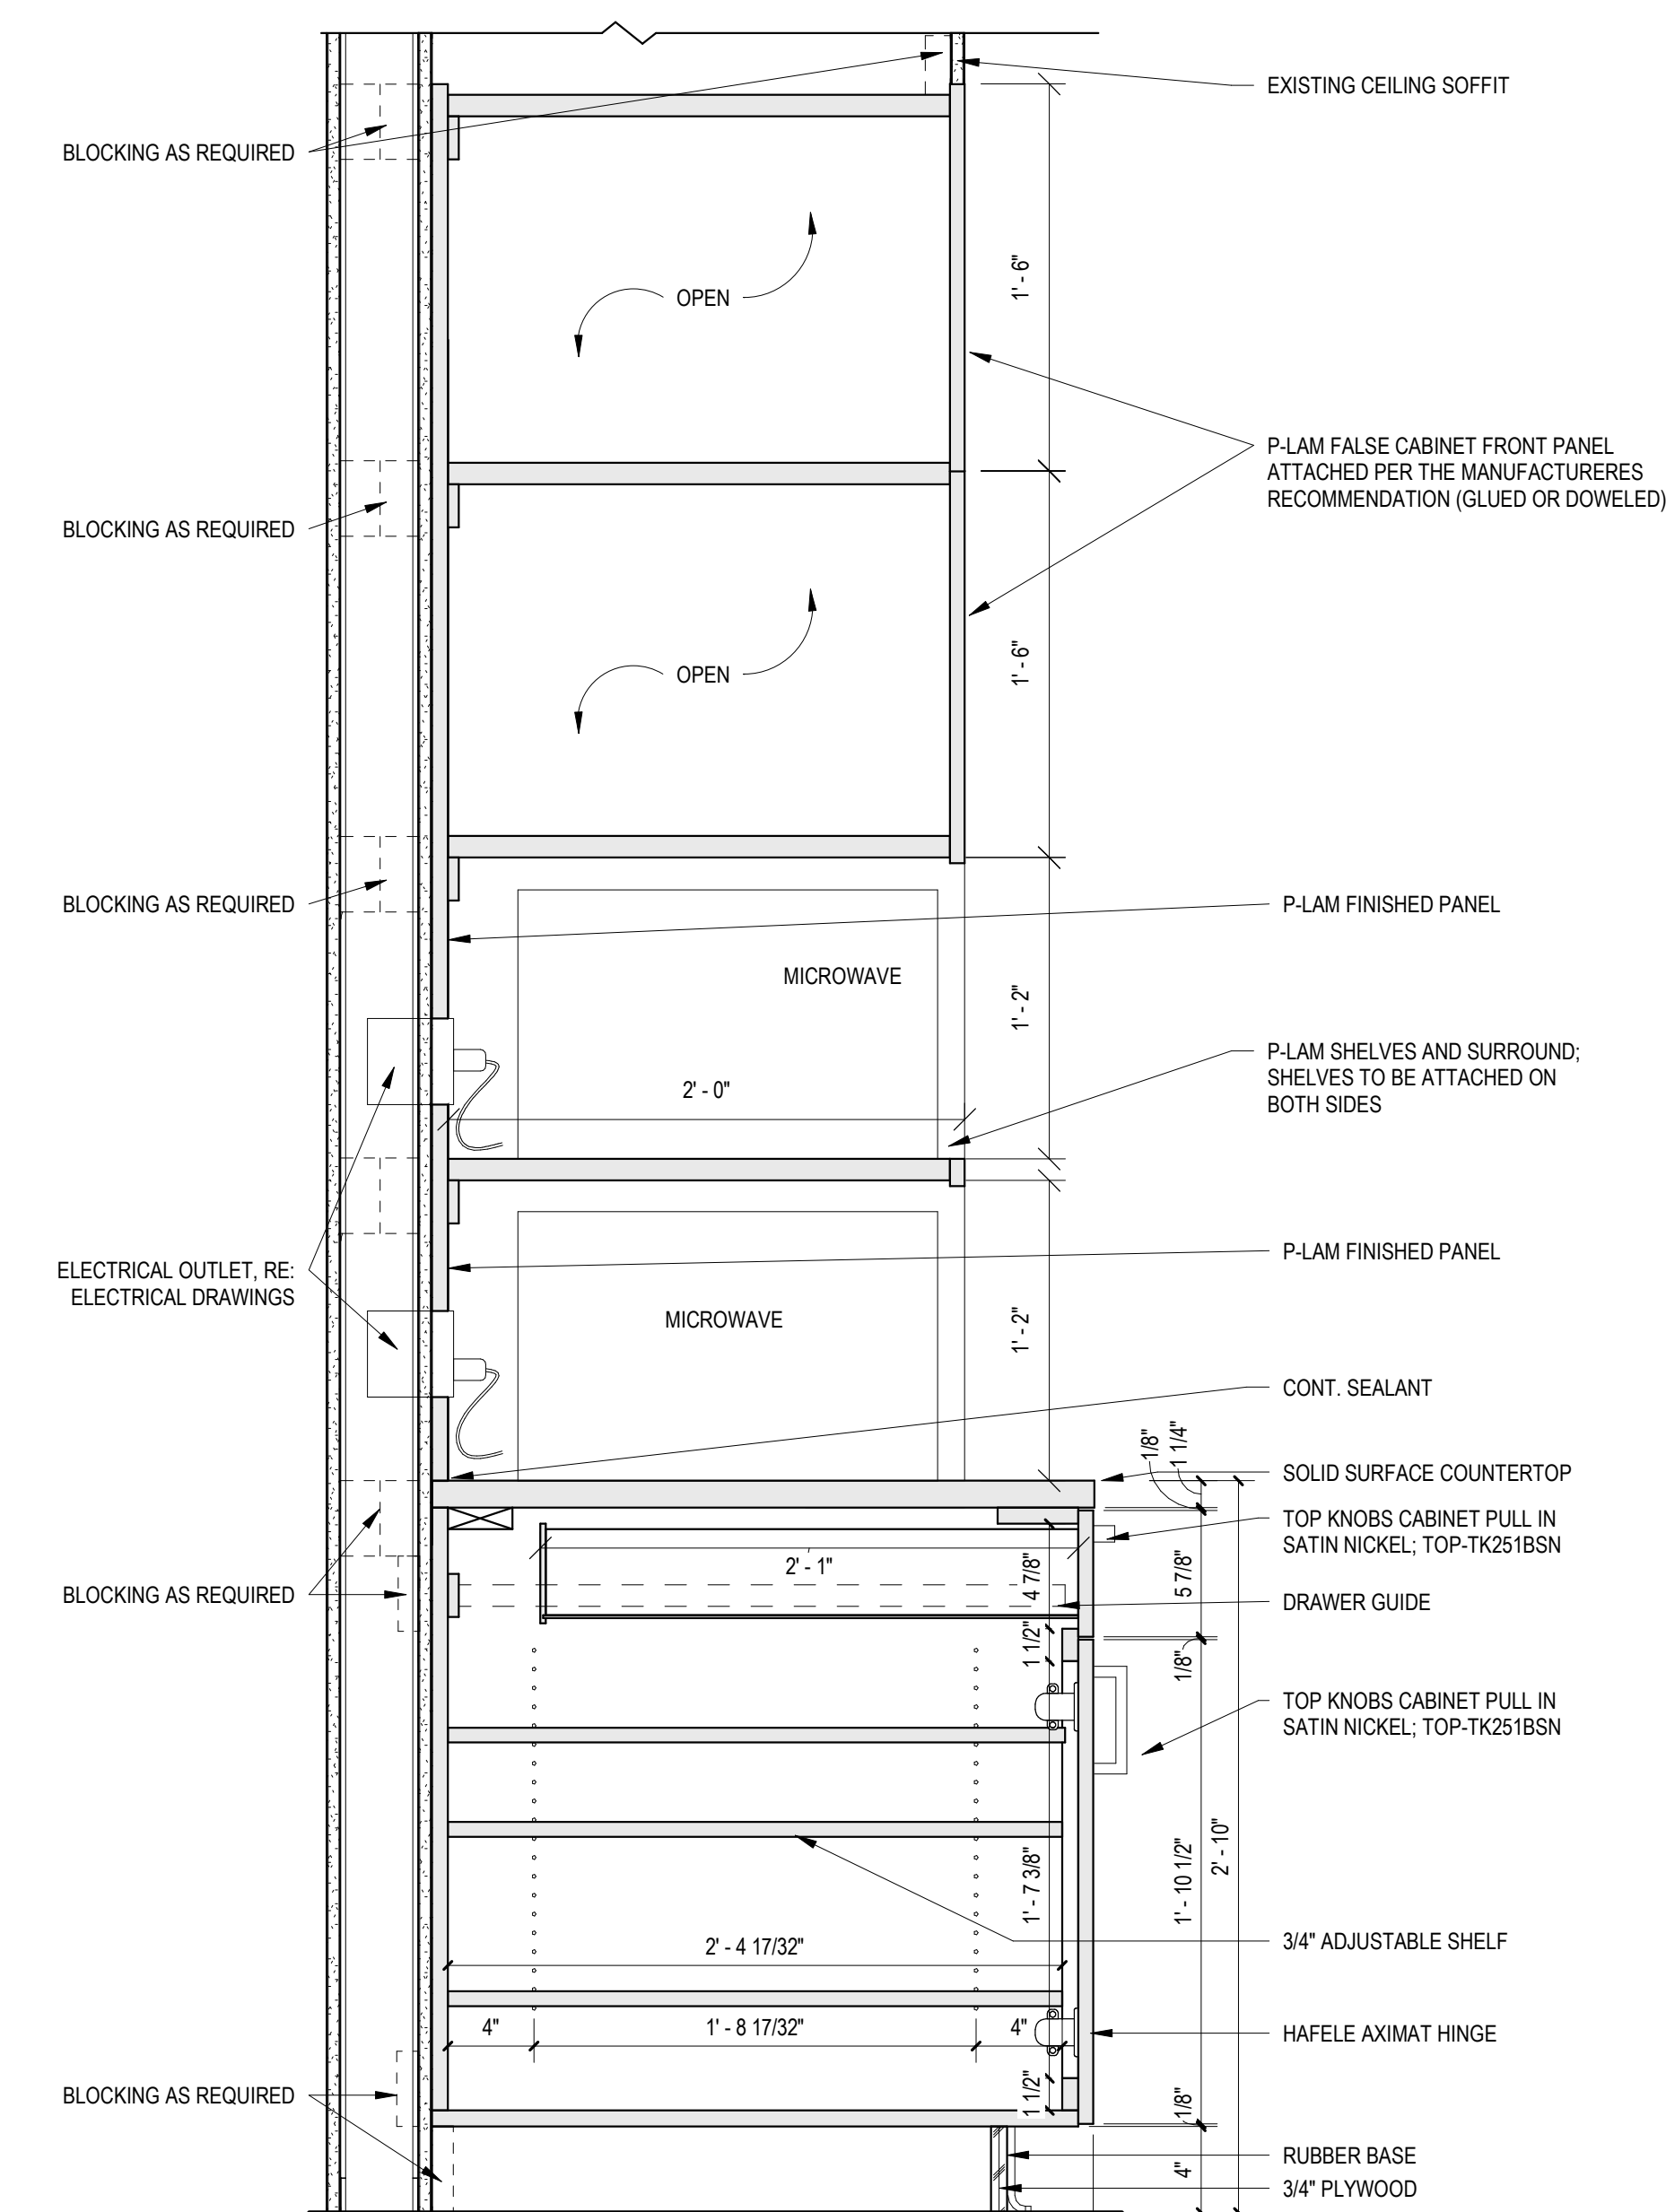 EXISTING CEILING SOFFIT
BLOCKING AS REQUIRED
1' - 6"
OPEN
P-LAM FALSE CABINET FRONT PANEL
ATTACHED PER THE MANUFACTURERES
RECOMMENDATION (GLUED OR DOWELED)
BLOCKING AS REQUIRED
1' - 6"
OPEN
BLOCKING AS REQUIRED
P-LAM FINISHED PANEL
MICROWAVE
1' - 2"
P-LAM SHELVES AND SURROUND;
SHELVES TO BE ATTACHED ON
BOTH SIDES
2' - 0"
P-LAM FINISHED PANEL
ELECTRICAL OUTLET, RE:
ELECTRICAL DRAWINGS
MICROWAVE
1' - 2"
CONT. SEALANT
1/8"
1 1/4"
SOLID SURFACE COUNTERTOP
TOP KNOBS CABINET PULL IN
SATIN NICKEL; TOP-TK251BSN
2' - 1"
4 7/8"
5 7/8"
BLOCKING AS REQUIRED
DRAWER GUIDE
1 1/2"
1/8"
TOP KNOBS CABINET PULL IN
SATIN NICKEL; TOP-TK251BSN
1' - 7 3/8"
1' - 10 1/2"
2' - 10"
3/4" ADJUSTABLE SHELF
2' - 4 17/32"
4"
1' - 8 17/32"
4"
HAFELE AXIMAT HINGE
BLOCKING AS REQUIRED
1 1/2"
1/8"
RUBBER BASE
4"
3/4" PLYWOOD